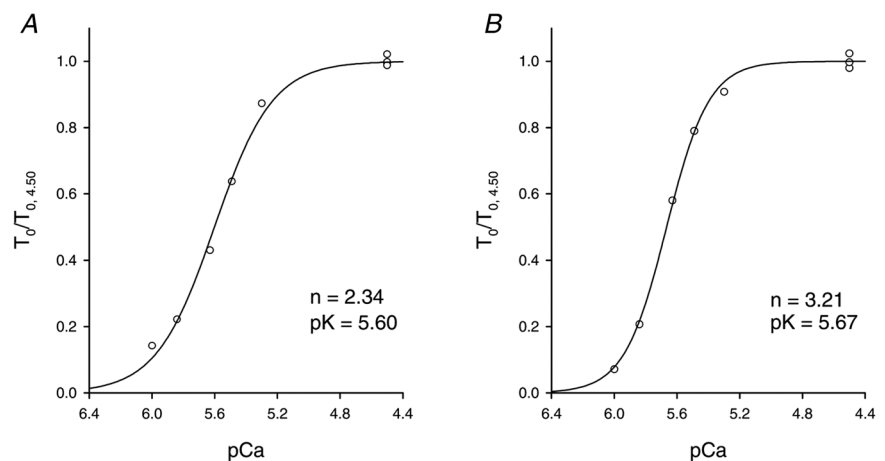 A
1.0
0.8
0.6
0.4
0.2
0.0
T0/T0, 4.50
n = 2.34
pK = 5.60
6.4 6.0 5.6 5.2 4.8 4.4
pCa
B
1.0
0.8
0.6
0.4
0.2
0.0
T0/T0, 4.50
n = 3.21
pK = 5.67
6.4 6.0 5.6 5.2 4.8 4.4
pCa